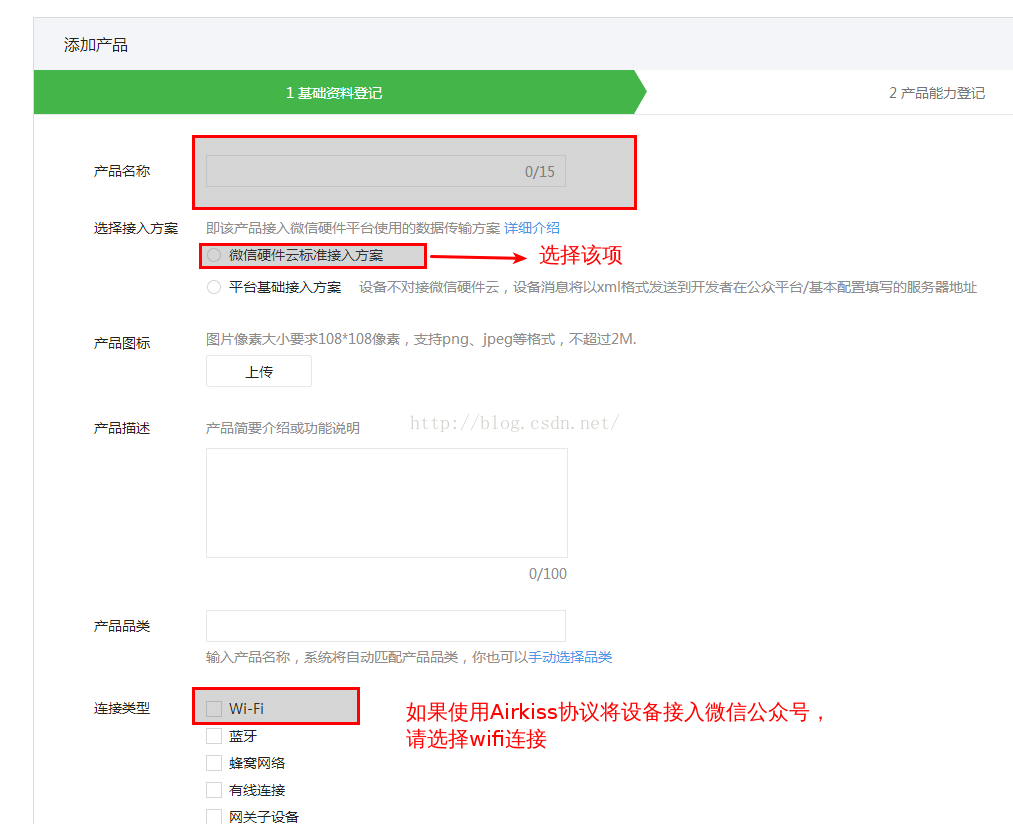 添加产品
1 基础资料登记
2 产品能力登记
产品名称
0/15
选择接入方案
即该产品接入微信硬件平台使用的数据传输方案 详细介绍
微信硬件云标准接入方案
选择该项
平台基础接入方案 设备不对接微信硬件云，设备消息将以xml格式发送到开发者在公众平台/基本配置填写的服务器地址
产品图标
图片像素大小要求108*108像素，支持png、jpeg等格式，不超过2M.
上传
产品描述
产品简要介绍或功能说明
http://blog.csdn.net/
0/100
产品品类
输入产品名称，系统将自动匹配产品品类，你也可以手动选择品类
连接类型
Wi-Fi
如果使用Airkiss协议将设备接入微信公众号，
请选择wifi连接
蓝牙
蜂窝网络
有线连接
网关子设备